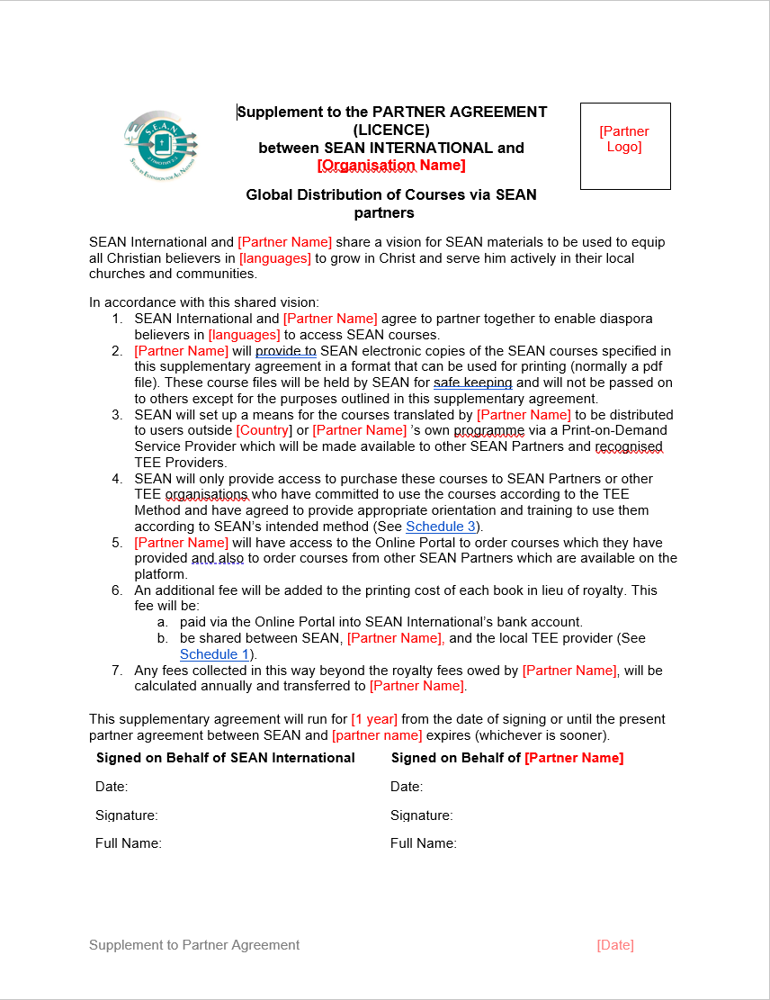 S.E.A.N.
2 TIMOTHY 2:2
STUDY BY EXTENSION FOR ALL NATIONS
Supplement to the PARTNER AGREEMENT
(LICENCE)
between SEAN INTERNATIONAL and
[Organisation Name]
Global Distribution of Courses via SEAN
partners
[Partner
Logo]
SEAN International and [Partner Name] share a vision for SEAN materials to be used to equip
all Christian believers in [languages] to grow in Christ and serve him actively in their local
churches and communities.
In accordance with this shared vision:
1. SEAN International and [Partner Name] agree to partner together to enable diaspora
believers in [languages] to access SEAN courses.
2. [Partner Name] will provide to SEAN electronic copies of the SEAN courses specified in
this supplementary agreement in a format that can be used for printing (normally a pdf
file). These course files will be held by SEAN for safe keeping and will not be passed on
to others except for the purposes outlined in this supplementary agreement.
3. SEAN will set up a means for the courses translated by [Partner Name] to be distributed
to users outside [Country] or [Partner Name] 's own programme via a Print-on-Demand
Service Provider which will be made available to other SEAN Partners and recognised
TEE Providers.
4. SEAN will only provide access to purchase these courses to SEAN Partners or other
TEE organisations who have committed to use the courses according to the TEE
Method and have agreed to provide appropriate orientation and training to use them
according to SEAN's intended method (See Schedule 3).
5. [Partner Name] will have access to the Online Portal to order courses which they have
provided and also to order courses from other SEAN Partners which are available on the
platform.
6. An additional fee will be added to the printing cost of each book in lieu of royalty. This
fee will be:
a. paid via the Online Portal into SEAN International's bank account.
b. be shared between SEAN, [Partner Name], and the local TEE provider (See
Schedule 1).
7. Any fees collected in this way beyond the royalty fees owed by [Partner Name], will be
calculated annually and transferred to [Partner Name].
This supplementary agreement will run for [1 year] from the date of signing or until the present
partner agreement between SEAN and [partner name] expires (whichever is sooner).
Signed on Behalf of SEAN International
Signed on Behalf of [Partner Name]
Date:
Date:
Signature:
Signature:
Full Name:
Full Name:
Supplement to Partner Agreement
[Date]